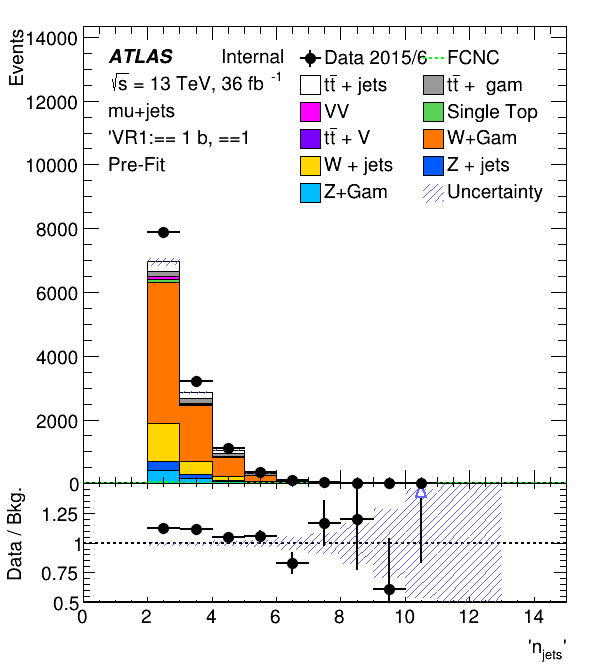 Events
14000
12000
10000
8000
6000
4000
2000
0
ATLAS Internal
√s = 13 TeV, 36 fb⁻¹
mu+jets
'VR1:== 1 b, ==1
Pre-Fit
Data 2015/6 FCNC
tt̄ + jets tt̄ + gam
VV Single Top
tt̄ + V W+Gam
W + jets Z + jets
Z+Gam Uncertainty
Data / Bkg.
1.25
1
0.75
0.5
0 2 4 6 8 10 12 14
'n_jets'